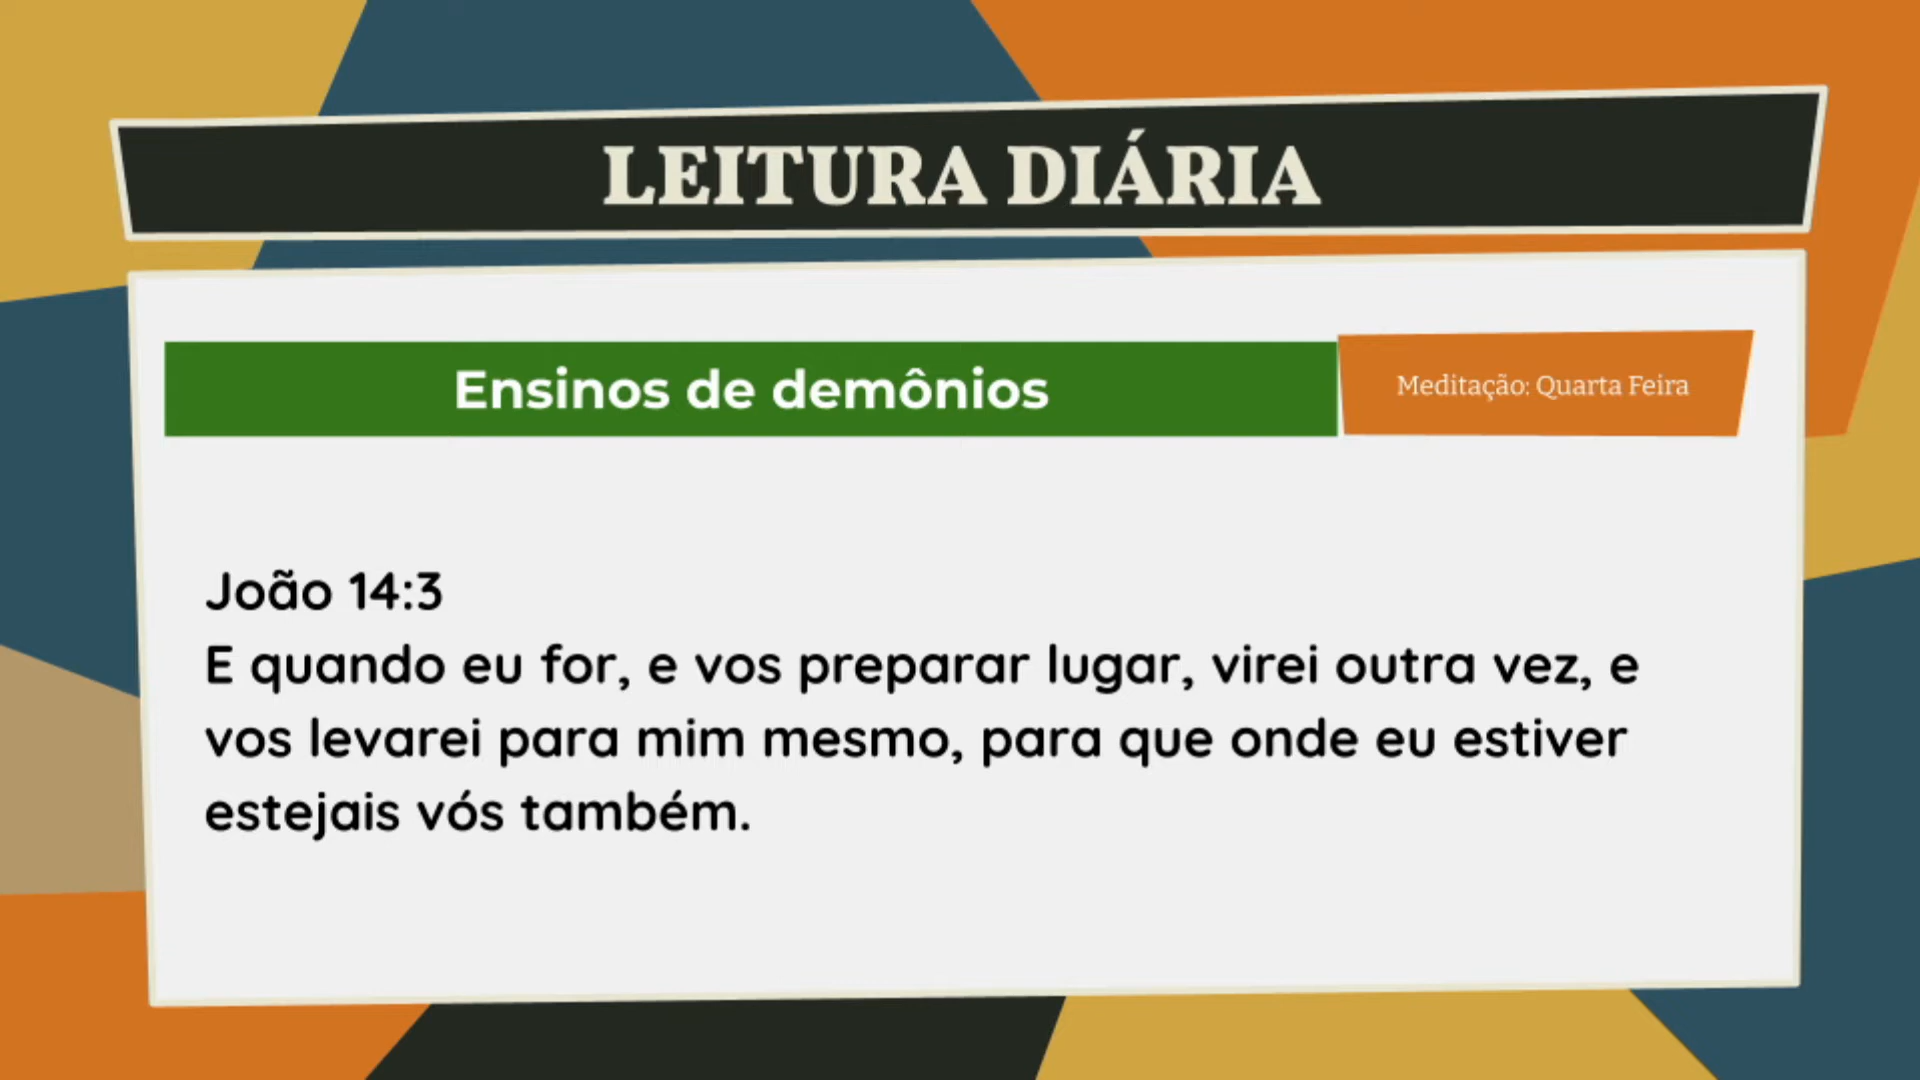 LEITURA DIÁRIA
Ensinos de demônios
Meditação: Quarta Feira
João 14:3
E quando eu for, e vos preparar lugar, virei outra vez, e
vos levarei para mim mesmo, para que onde eu estiver
estejais vós também.